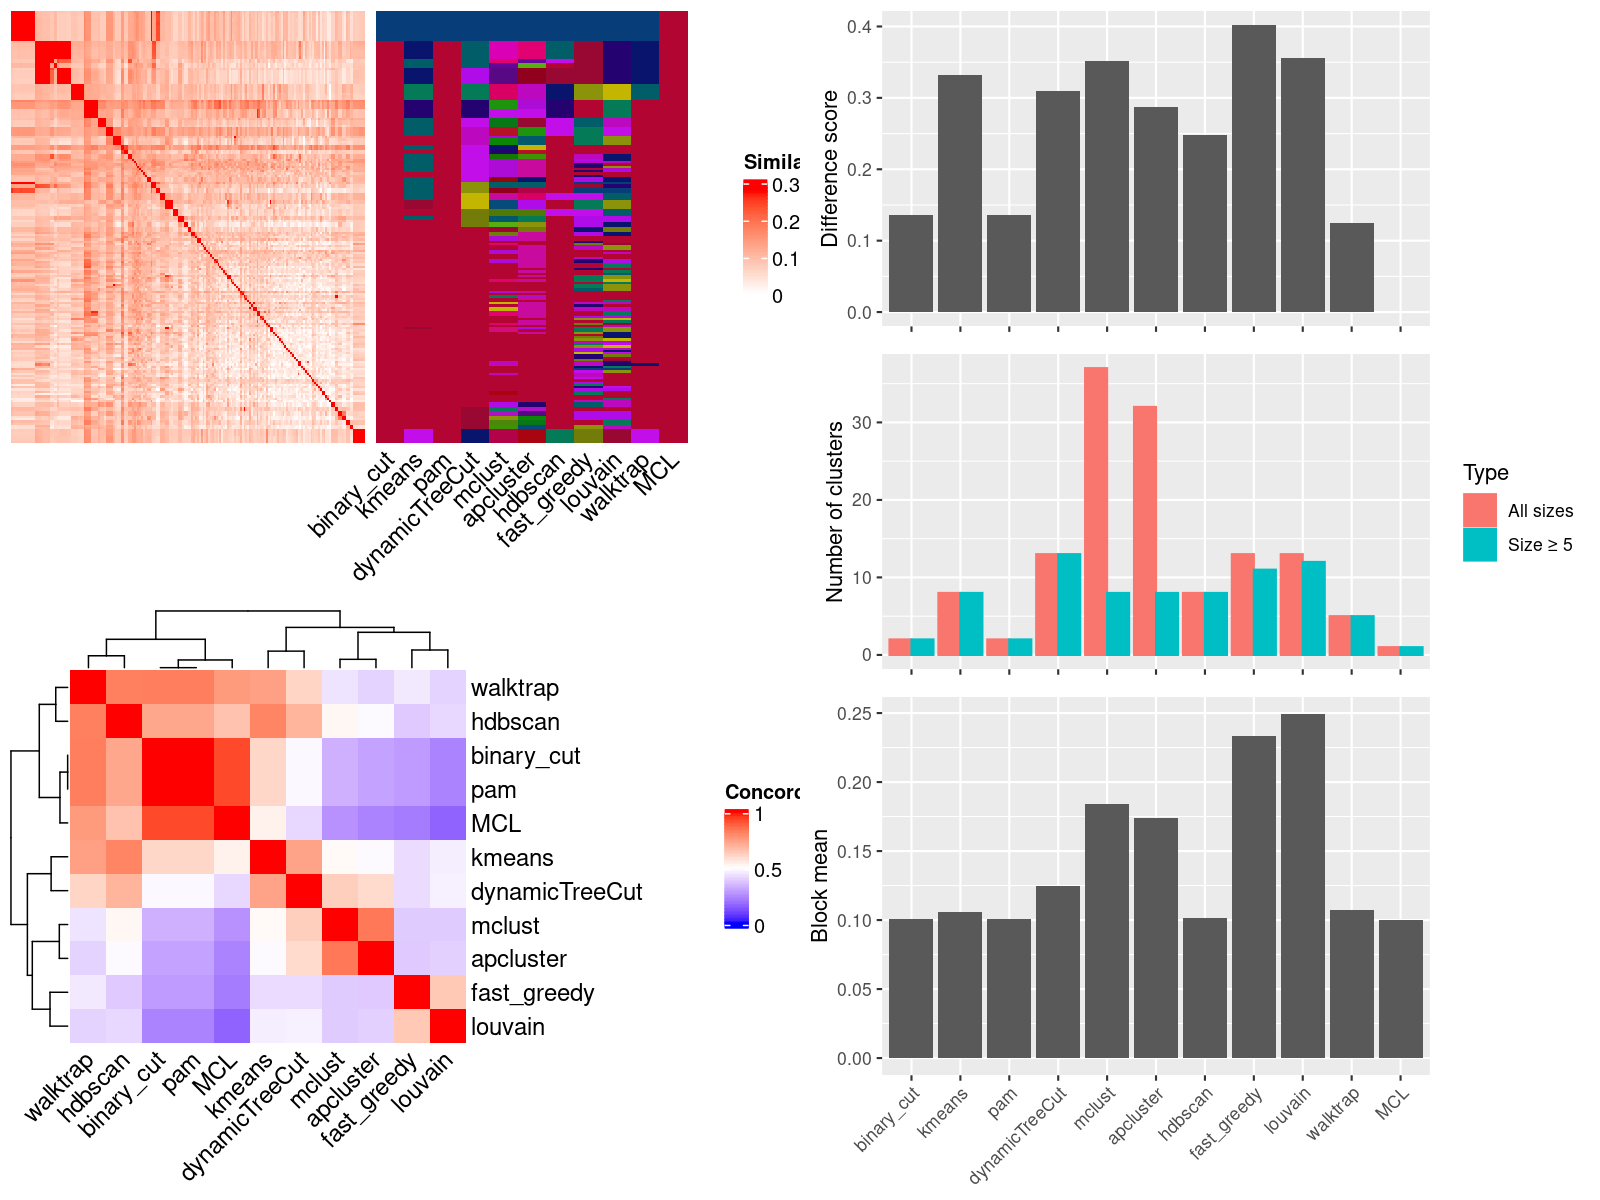 Simila
0.3
0.2
0.1
0
binary_cut
kmeans
pam
dynamicTreeCut
mclust
apcluster
hdbscan
fast_greedy
louvain
walktrap
MCL
walktrap
hdbscan
binary_cut
pam
MCL
kmeans
dynamicTreeCut
mclust
apcluster
fast_greedy
louvain
walktrap
hdbscan
binary_cut
pam
MCL
kmeans
dynamicTreeCut
mclust
apcluster
fast_greedy
louvain
Concord
1
0.5
0
Difference score
0.4
0.3
0.2
0.1
0.0
Number of clusters
30
20
10
0
Type
All sizes
Size ≥ 5
Block mean
0.25
0.20
0.15
0.10
0.05
0.00
binary_cut
kmeans
pam
dynamicTreeCut
mclust
apcluster
hdbscan
fast_greedy
louvain
walktrap
MCL